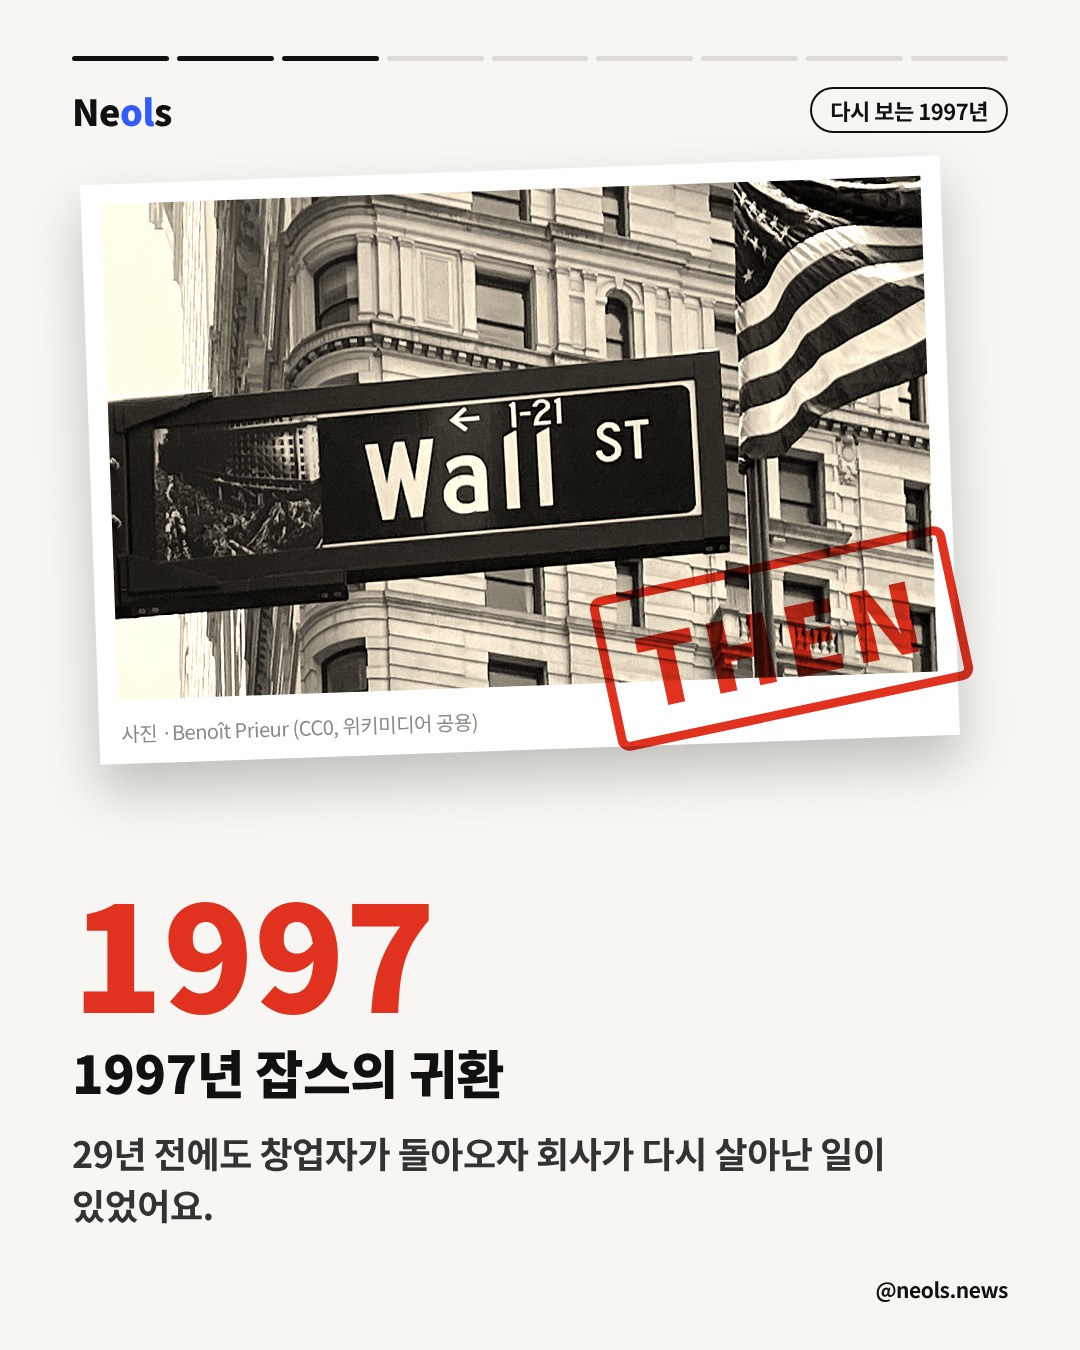 Neols
다시 보는 1997년
← 1-21
Wall ST
THEN
사진 · Benoît Prieur (CC0, 위키미디어 공용)
1997
1997년 잡스의 귀환
29년 전에도 창업자가 돌아오자 회사가 다시 살아난 일이
있었어요.
@neols.news